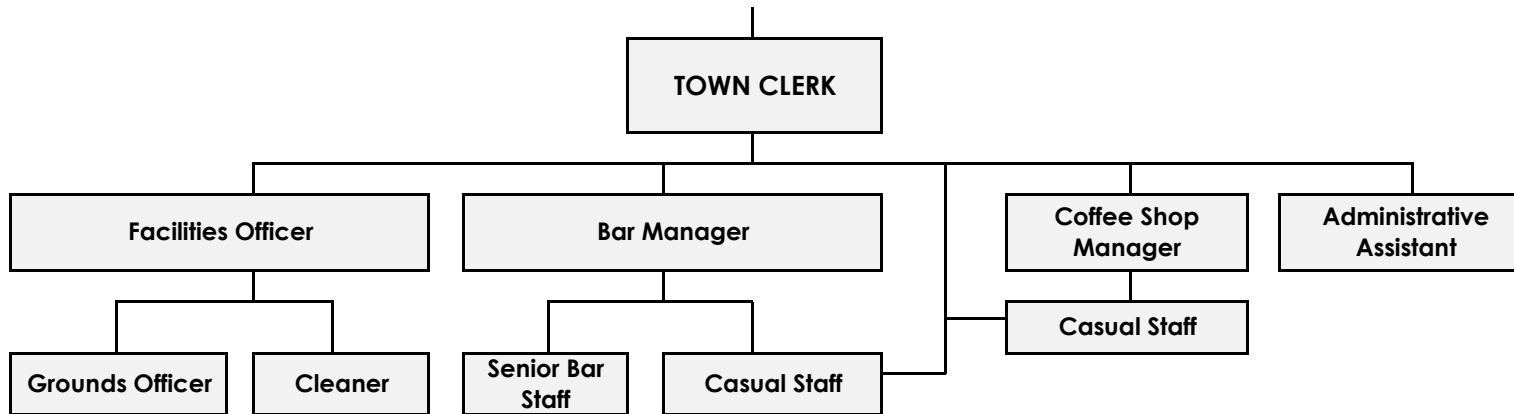 TOWN CLERK
Facilities Officer
Bar Manager
Coffee Shop
Manager
Administrative
Assistant
Casual Staff
Grounds Officer
Cleaner
Senior Bar
Staff
Casual Staff